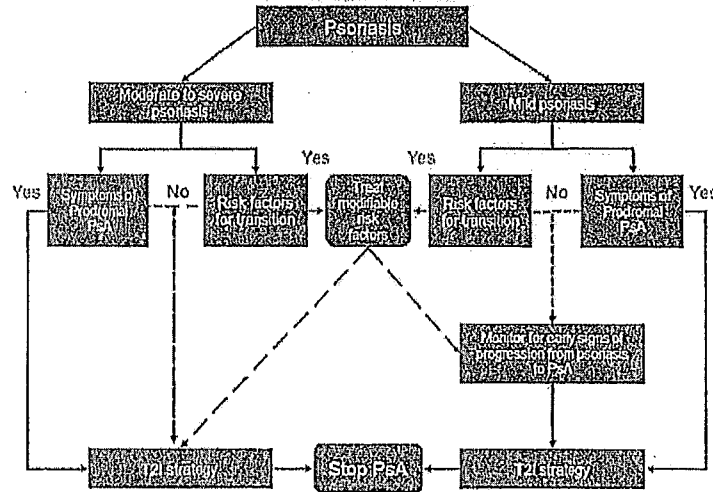 Psoriasis
Moderate to severe
psoriasis
Mild psoriasis
Yes
Symptoms of
Prodromal
PsA
No
Risk factors
for transition
Yes
Treat
modifiable
risk
factors
Yes
Risk factors
for transition
No
Symptoms of
Prodromal
PsA
Yes
Monitor for early signs of
progression from psoriasis
to PsA
T2I strategy
Stop PsA
T2I strategy